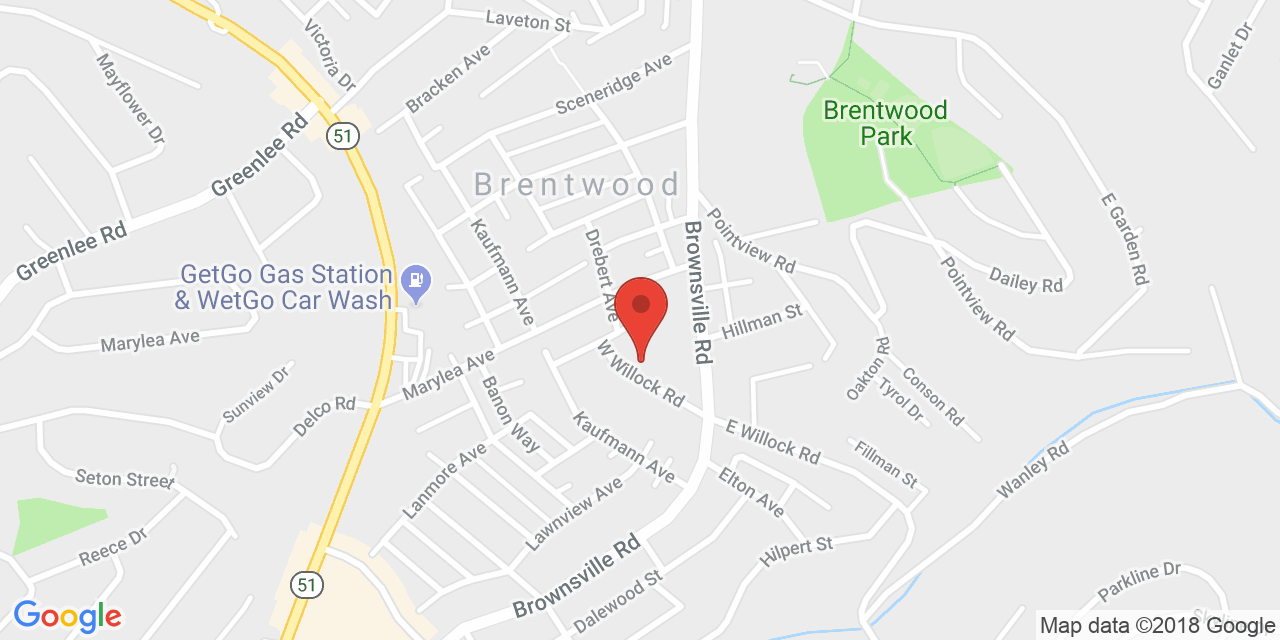 Laveton St
Victoria Dr
Ganlet Dr
Mayflower Dr
Bracken Ave
Sceneridge Ave
Brentwood
Park
51
Greenlee Rd
Brentwood
E Garden Rd
Greenlee Rd
Kaufmann Ave
Drebert Ave
Brownsville Rd
Pointview Rd
GetGo Gas Station
& WetGo Car Wash
Dailey Rd
Pointview Rd
Hillman St
Marylea Ave
Marylea Ave
W Willock Rd
Oakton Rd
Conson Rd
Tyrol Dr
Sunview Dr
Delco Rd
Banon Way
Kaufmann Ave
E Willock Rd
Fillman St
Wanley Rd
Seton Street
Lanmore Ave
Elton Ave
Lawnview Ave
Reece Dr
Hilpert St
Brownsville Rd
51
Dalewood St
Parkline Dr
Google
Map data ©2018 Google